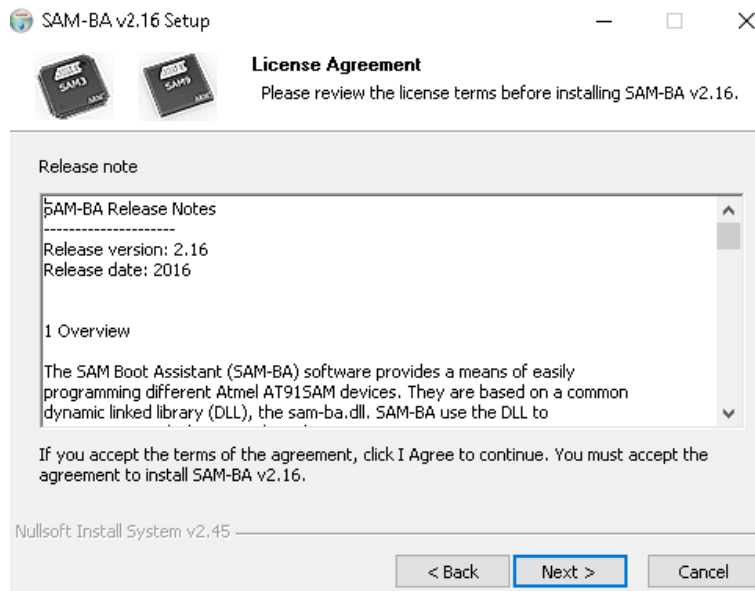 SAM-BA v2.16 Setup
SAM3
SAM9
License Agreement
Please review the license terms before installing SAM-BA v2.16.
Release note
SAM-BA Release Notes
--------------------
Release version: 2.16
Release date: 2016
1 Overview
The SAM Boot Assistant (SAM-BA) software provides a means of easily
programming different Atmel AT91SAM devices. They are based on a common
dynamic linked library (DLL), the sam-ba.dll. SAM-BA use the DLL to
If you accept the terms of the agreement, click I Agree to continue. You must accept the
agreement to install SAM-BA v2.16.
Nullsoft Install System v2.45
< Back
Next >
Cancel